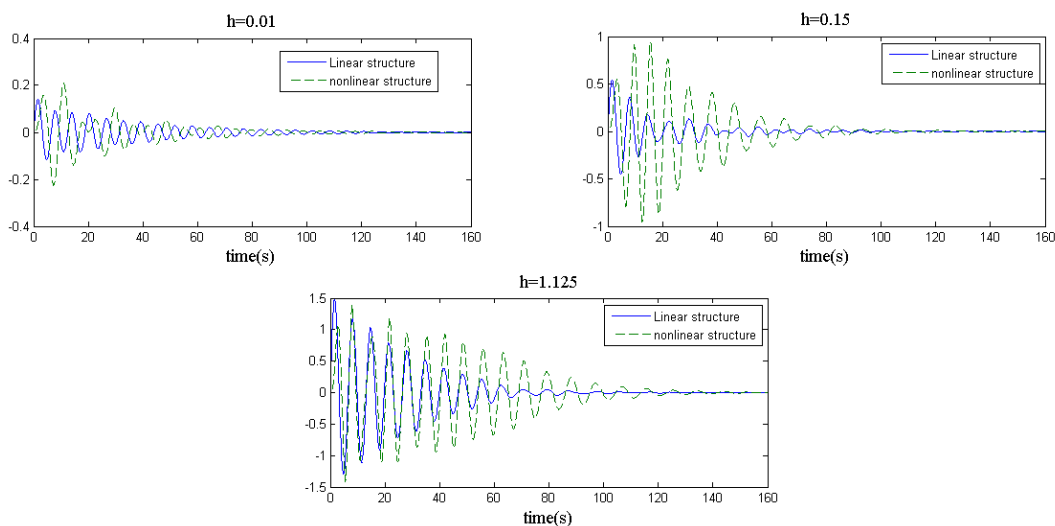 h=0.01
0.4
0.2
0
-0.2
-0.4
Linear structure
nonlinear structure
0 20 40 60 80 100 120 140 160
time(s)
h=0.15
1
0.5
0
-0.5
-1
Linear structure
nonlinear structure
0 20 40 60 80 100 120 140 160
time(s)
h=1.125
1.5
1
0.5
0
-0.5
-1
-1.5
Linear structure
nonlinear structure
0 20 40 60 80 100 120 140 160
time(s)